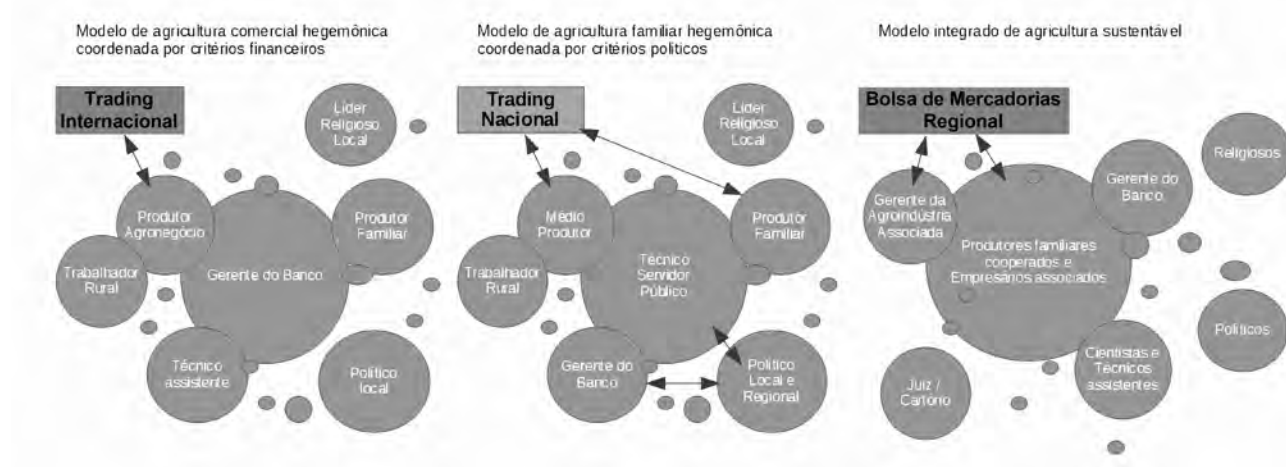 Modelo de agricultura comercial hegemônica
coordenada por critérios financeiros
Trading
Internacional
Líder
Religioso
Local
Produtor
Agronegócio
Produtor
Familiar
Trabalhador
Rural
Gerente do Banco
Técnico
assistente
Político
local
Modelo de agricultura familiar hegemônica
coordenada por critérios políticos
Trading
Nacional
Líder
Religioso
Local
Médio
Produtor
Produtor
Familiar
Trabalhador
Rural
Técnico
Servidor
Público
Gerente do
Banco
Político
Local e
Regional
Modelo integrado de agricultura sustentável
Bolsa de Mercadorias
Regional
Religiosos
Gerente do
Banco
Gerente da
Agroindústria
Associada
Produtores familiares
cooperados e
Empresários associados
Políticos
Cientistas e
Técnicos
assistentes
Juiz /
Cartório